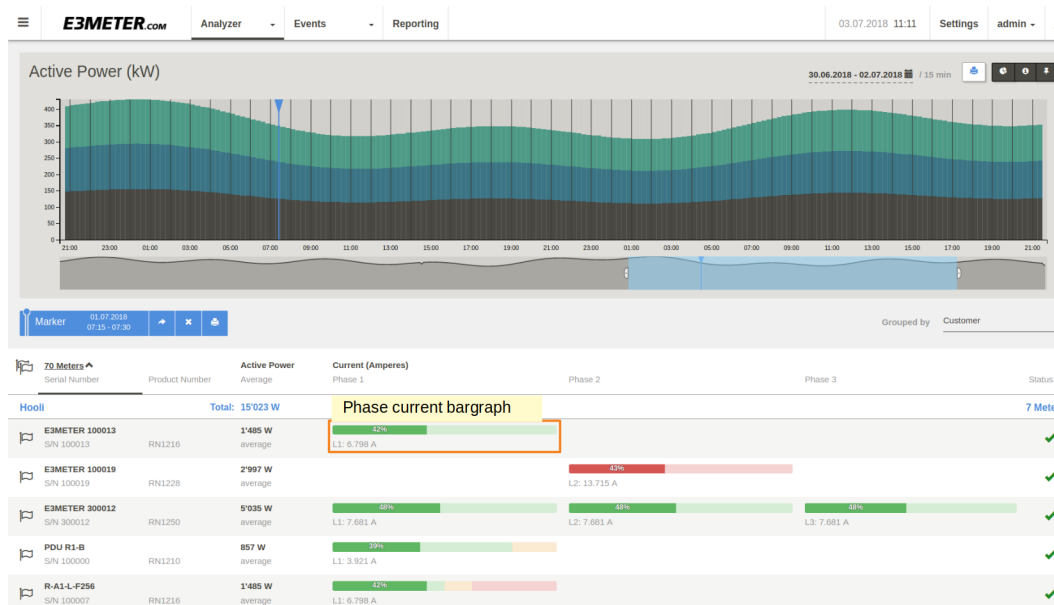 ☰ E3METER.COM Analyzer Events Reporting 03.07.2018 11:11 Settings admin
Active Power (kW) 30.06.2018 - 02.07.2018 / 15 min
400
350
300
250
200
150
100
50
0
21:00 23:00 01:00 03:00 05:00 07:00 09:00 11:00 13:00 15:00 17:00 19:00 21:00 23:00 01:00 03:00 05:00 07:00 09:00 11:00 13:00 15:00 17:00 19:00 21:00
Marker 01.07.2018
07:15 - 07:30
Grouped by Customer
70 Meters Active Power Current (Amperes)
Serial Number Product Number Average Phase 1 Phase 2 Phase 3 Status
Hooli Total: 15'023 W Phase current bargraph 7 Mete
E3METER 100013 1'485 W 42%
S/N 100013 RN1216 average L1: 6.798 A
E3METER 100019 2'997 W 43%
S/N 100019 RN1228 average L2: 13.715 A
E3METER 300012 5'035 W 48% 48% 48%
S/N 300012 RN1250 average L1: 7.681 A L2: 7.681 A L3: 7.681 A
PDU R1-B 857 W 39%
S/N 100000 RN1210 average L1: 3.921 A
R-A1-L-F256 1'485 W 42%
S/N 100007 RN1216 average L1: 6.798 A